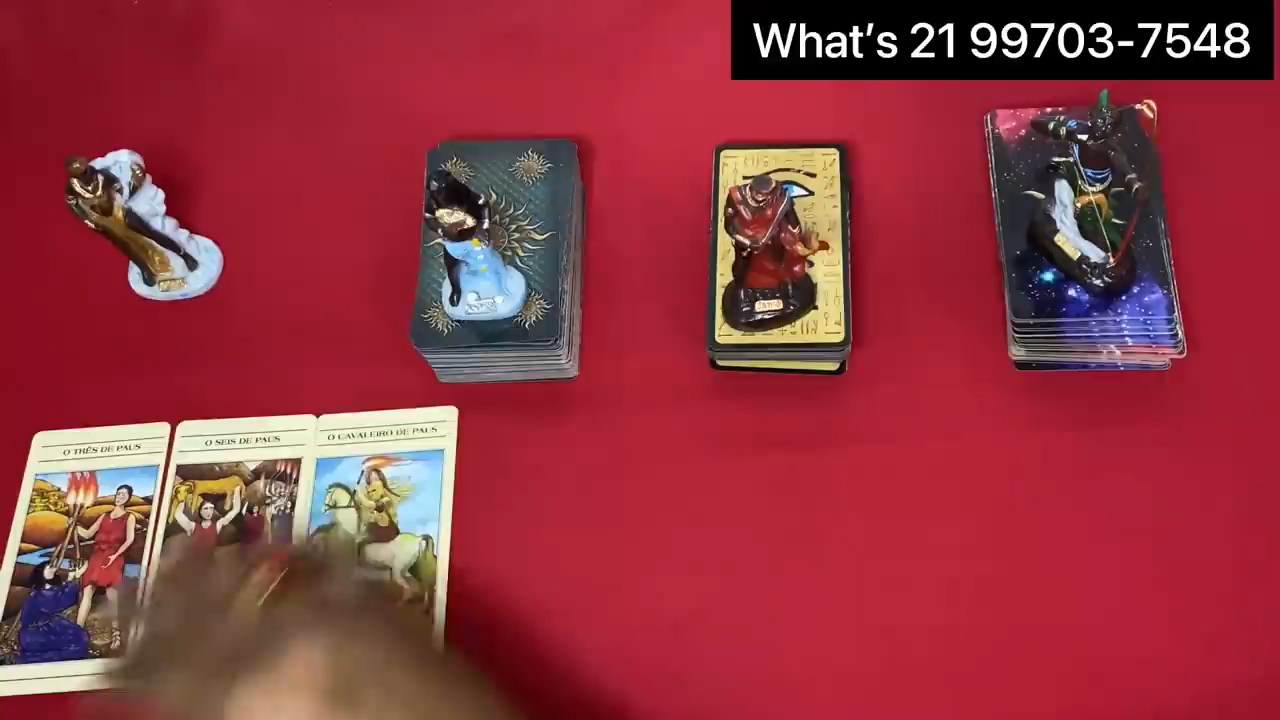 What's 21 99703-7548
O TRÊS DE PAUS
O SEIS DE PAUS
O CAVALEIRO DE PAUS